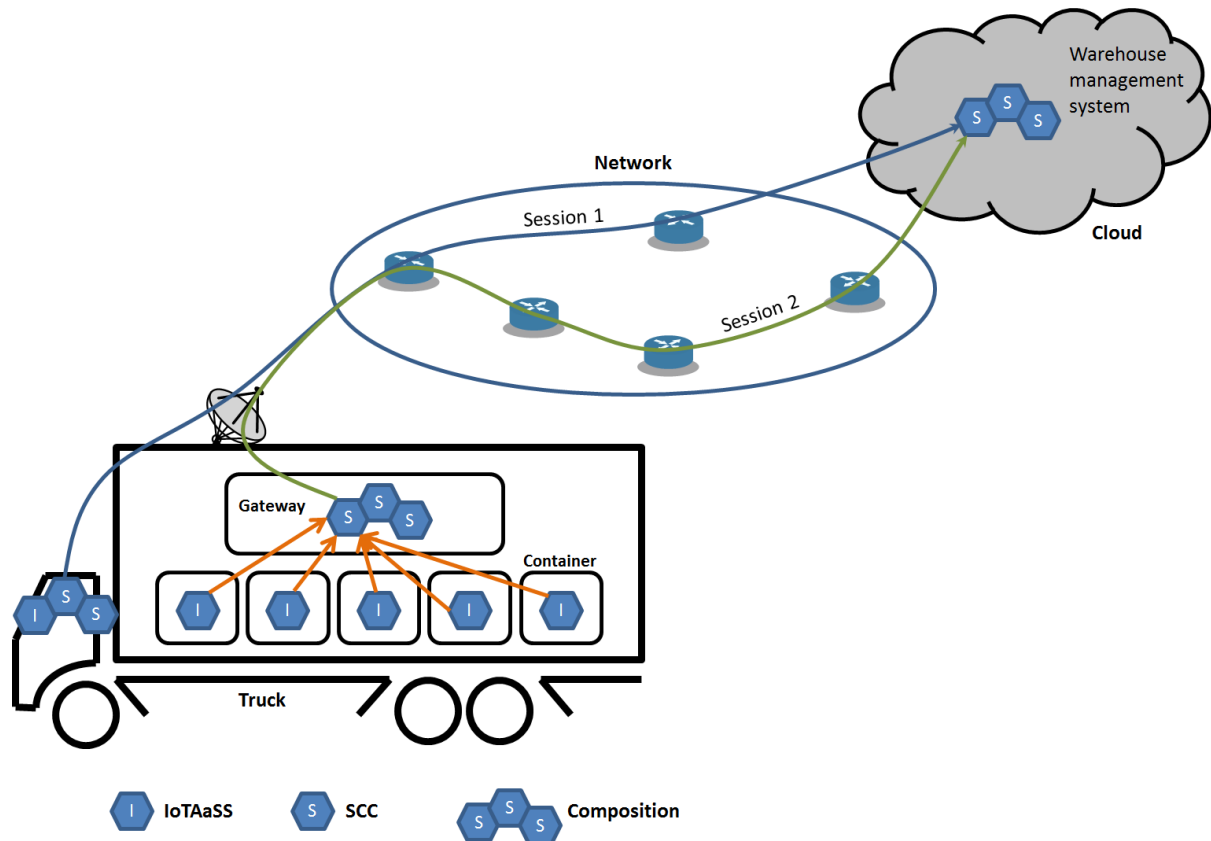 Warehouse
management
system
S
S
S
Network
Session 1
Cloud
Session 2
Gateway
S
S
S
Container
I
I
I
I
I
I
S
S
Truck
I
IoTAaSS
S
SCC
S
S
S
Composition